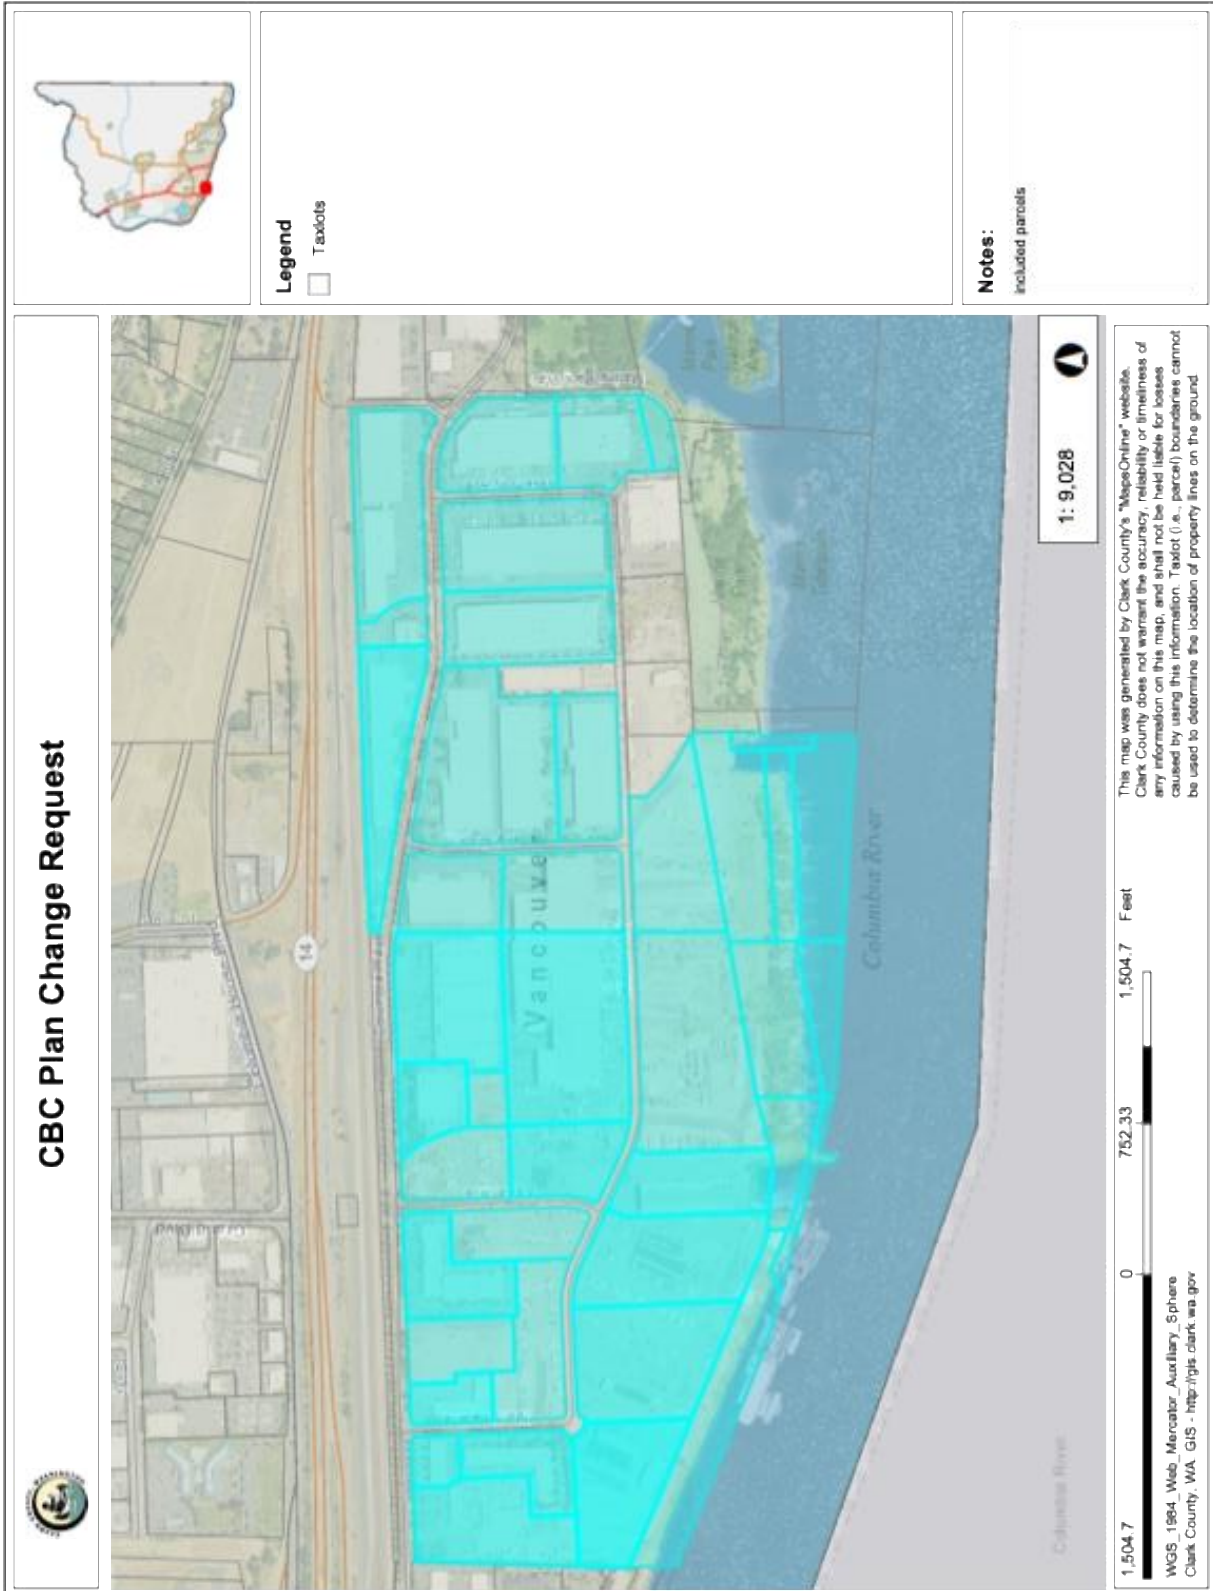 CBC Plan Change Request
Legend
Taxlots
Notes:
included parcels
14
Vancouver
Columbia River
Columbia River
1: 9,028
1,504.7
0
752.33
1,504.7 Feet
WGS_1984_Web_Mercator_Auxiliary_Sphere
Clark County, WA. GIS - http://gis.clark.wa.gov
This map was generated by Clark County's "MapsOnline" website.
Clark County does not warrant the accuracy, reliability or timeliness of
any information on this map, and shall not be held liable for losses
caused by using this information. Taxlot (i.e., parcel) boundaries cannot
be used to determine the location of property lines on the ground.